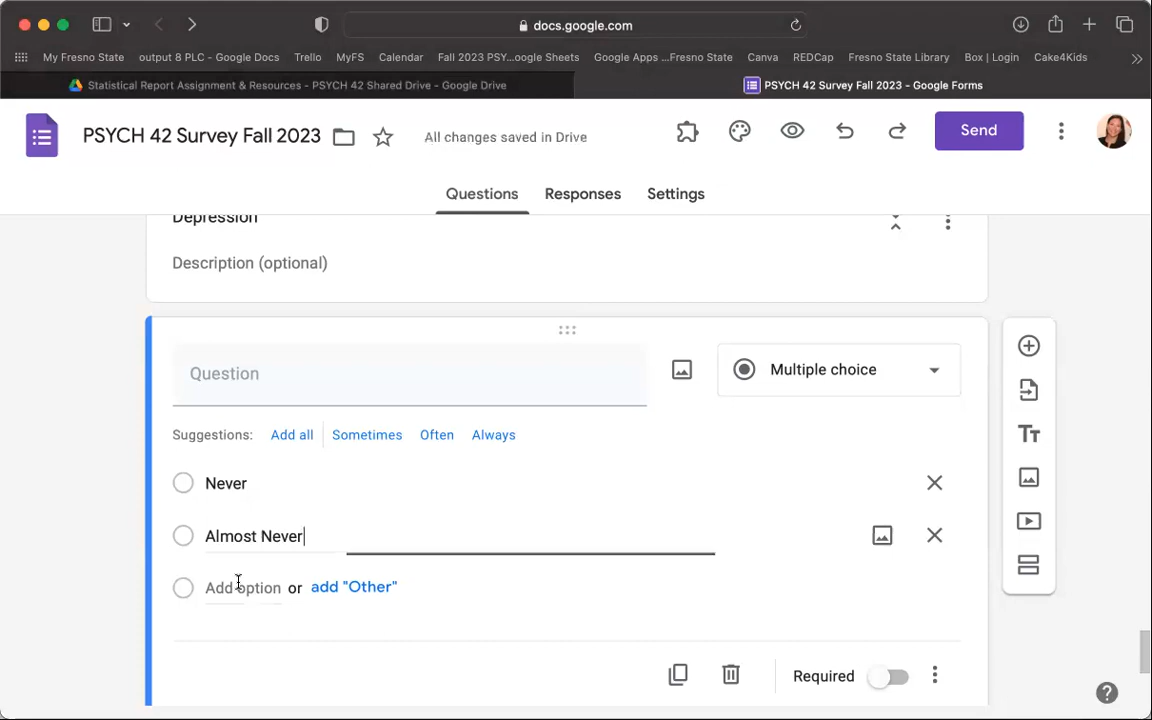 docs.google.com
My Fresno State
output 8 PLC - Google Docs
Trello
MyFS
Calendar
Fall 2023 PSY...oogle Sheets
Google Apps ...Fresno State
Canva
REDCap
Fresno State Library
Box | Login
Cake4Kids
Statistical Report Assignment & Resources - PSYCH 42 Shared Drive - Google Drive
PSYCH 42 Survey Fall 2023 - Google Forms
PSYCH 42 Survey Fall 2023
All changes saved in Drive
Send
Questions
Responses
Settings
Depression
Description (optional)
Question
Multiple choice
Suggestions: Add all Sometimes Often Always
Never
Almost Never
Add option or add "Other"
Required